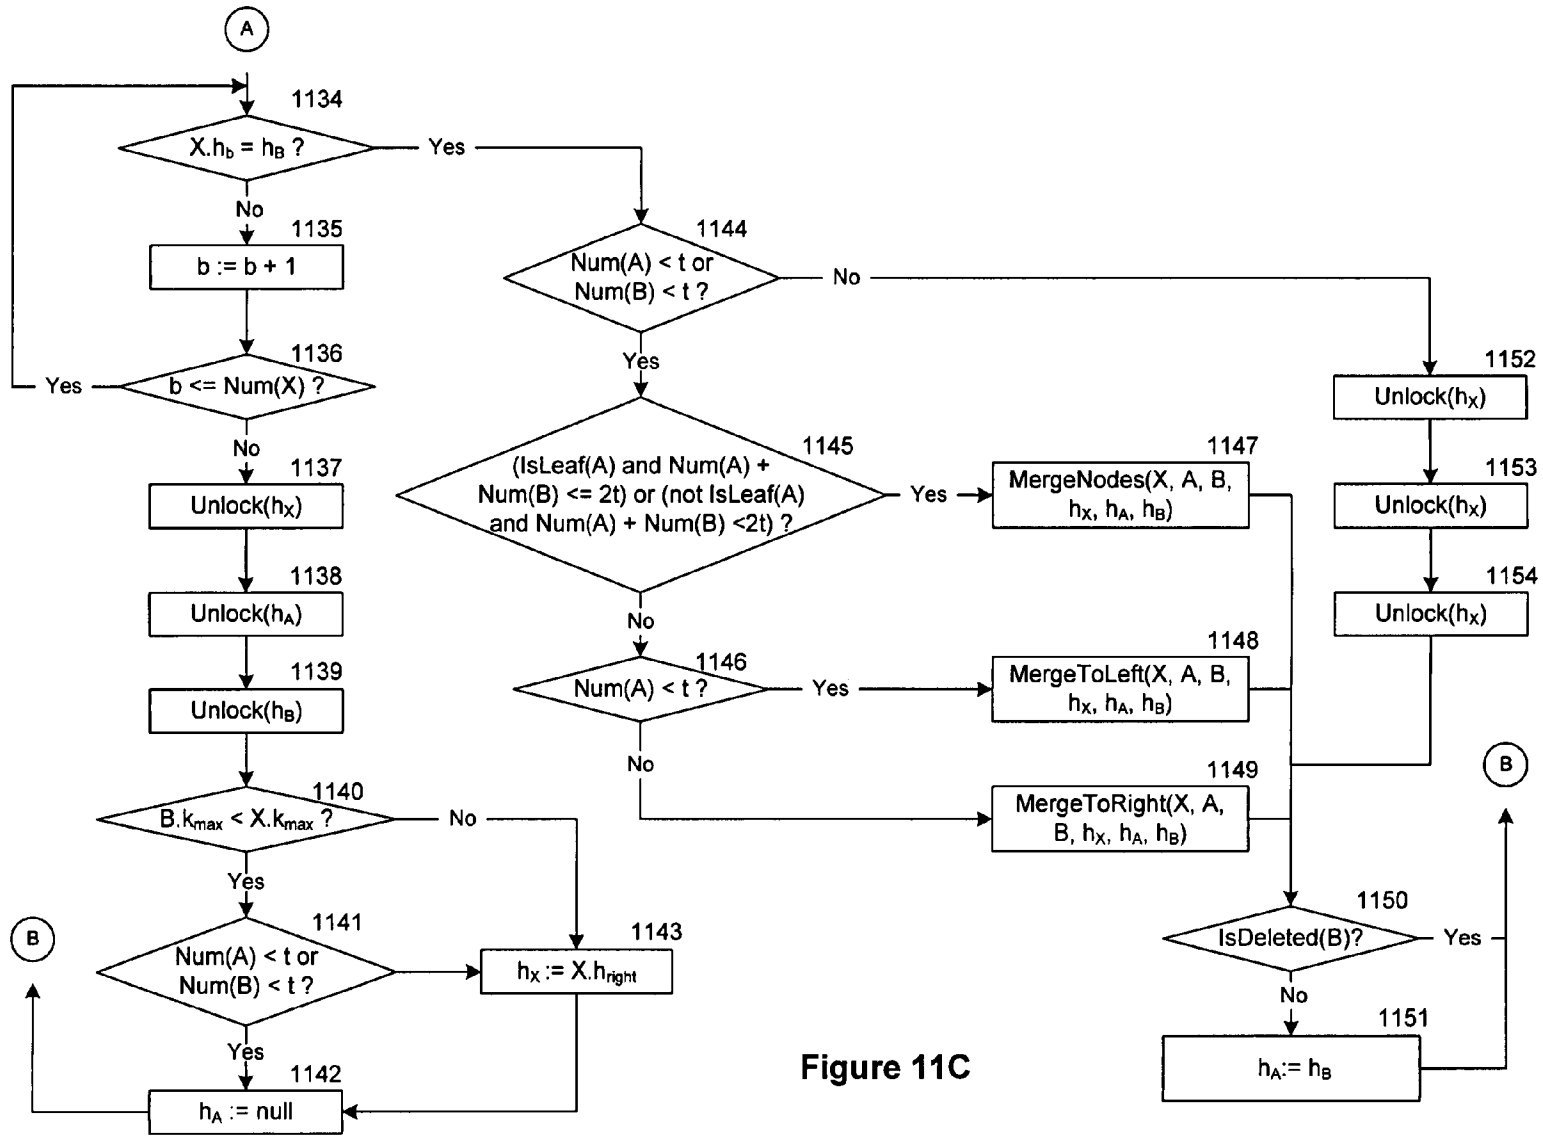 A
1134
X.hb = hB ?
Yes
No
1135
b := b + 1
1136
b <= Num(X) ?
Yes
No
1137
Unlock(hX)
1138
Unlock(hA)
1139
Unlock(hB)
1140
B.kmax < X.kmax ?
No
Yes
1141
Num(A) < t or
Num(B) < t ?
Yes
1142
hA := null
1143
hX := X.hright
B
1144
Num(A) < t or
Num(B) < t ?
No
Yes
1145
(IsLeaf(A) and Num(A) +
Num(B) <= 2t) or (not IsLeaf(A)
and Num(A) + Num(B) <2t) ?
Yes
No
1146
Num(A) < t ?
Yes
No
1147
MergeNodes(X, A, B,
hX, hA, hB)
1148
MergeToLeft(X, A, B,
hX, hA, hB)
1149
MergeToRight(X, A,
B, hX, hA, hB)
1152
Unlock(hX)
1153
Unlock(hX)
1154
Unlock(hX)
B
1150
IsDeleted(B)?
Yes
No
1151
hA:= hB
Figure 11C